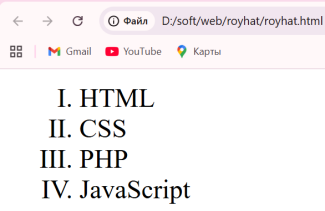 Файл D:/soft/web/royhat/royhat.html
Gmail YouTube Карты
I. HTML
II. CSS
III. PHP
IV. JavaScript